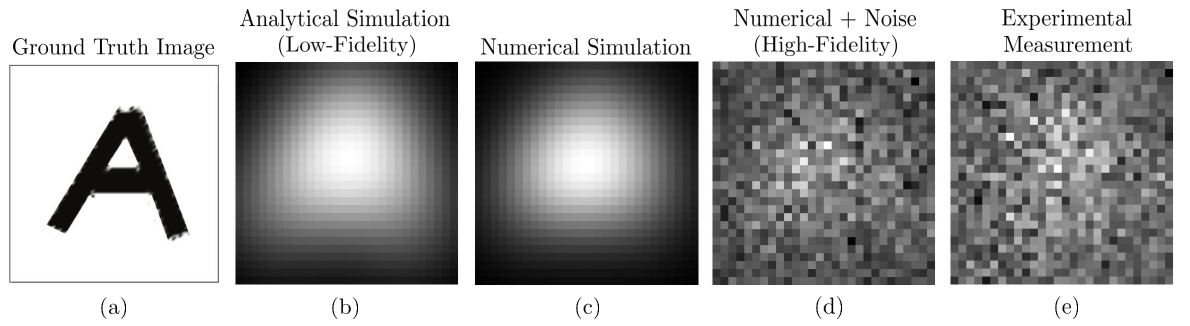 Ground Truth Image
Analytical Simulation
(Low-Fidelity)
Numerical Simulation
Numerical + Noise
(High-Fidelity)
Experimental
Measurement
A
(a)
(b)
(c)
(d)
(e)